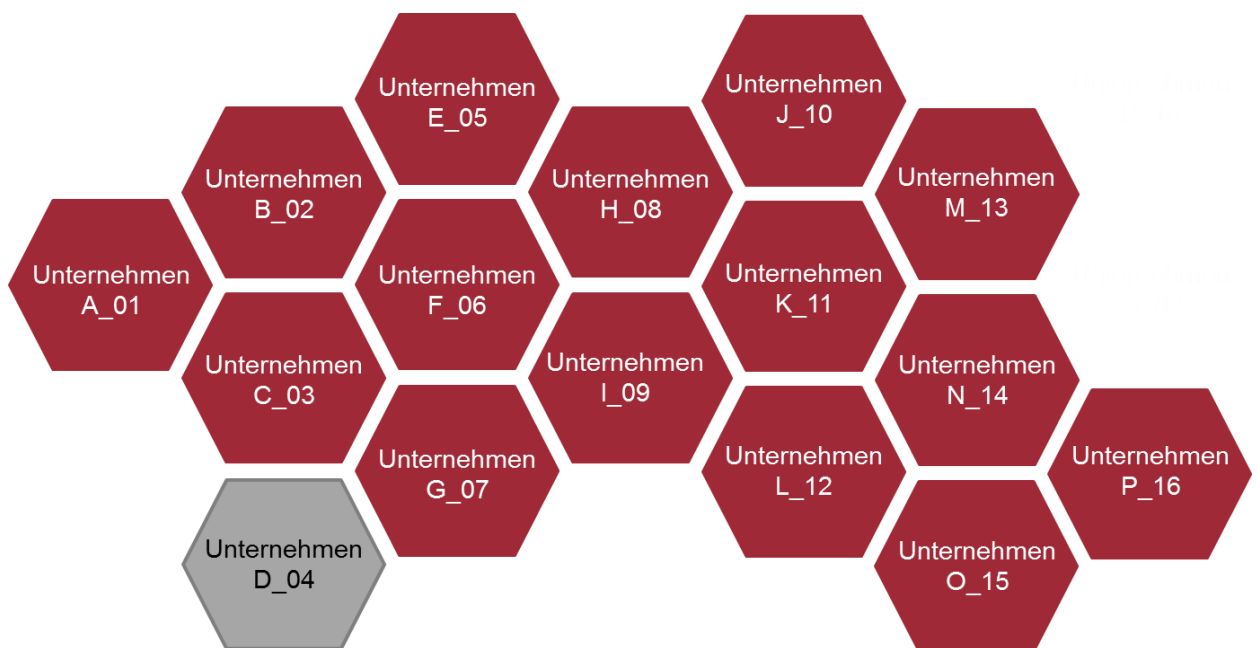 Unternehmen
A_01
Unternehmen
B_02
Unternehmen
C_03
Unternehmen
D_04
Unternehmen
E_05
Unternehmen
F_06
Unternehmen
G_07
Unternehmen
H_08
Unternehmen
I_09
Unternehmen
J_10
Unternehmen
K_11
Unternehmen
L_12
Unternehmen
M_13
Unternehmen
N_14
Unternehmen
O_15
Unternehmen
P_16